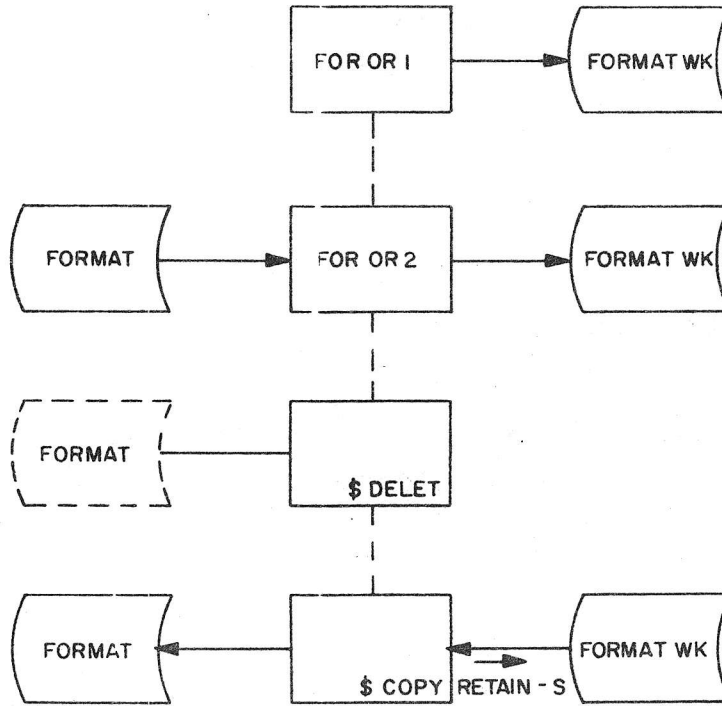 FOR OR 1
FORMAT WK
FORMAT
FOR OR 2
FORMAT WK
FORMAT
$ DELET
FORMAT
FORMAT WK
$ COPY RETAIN - S